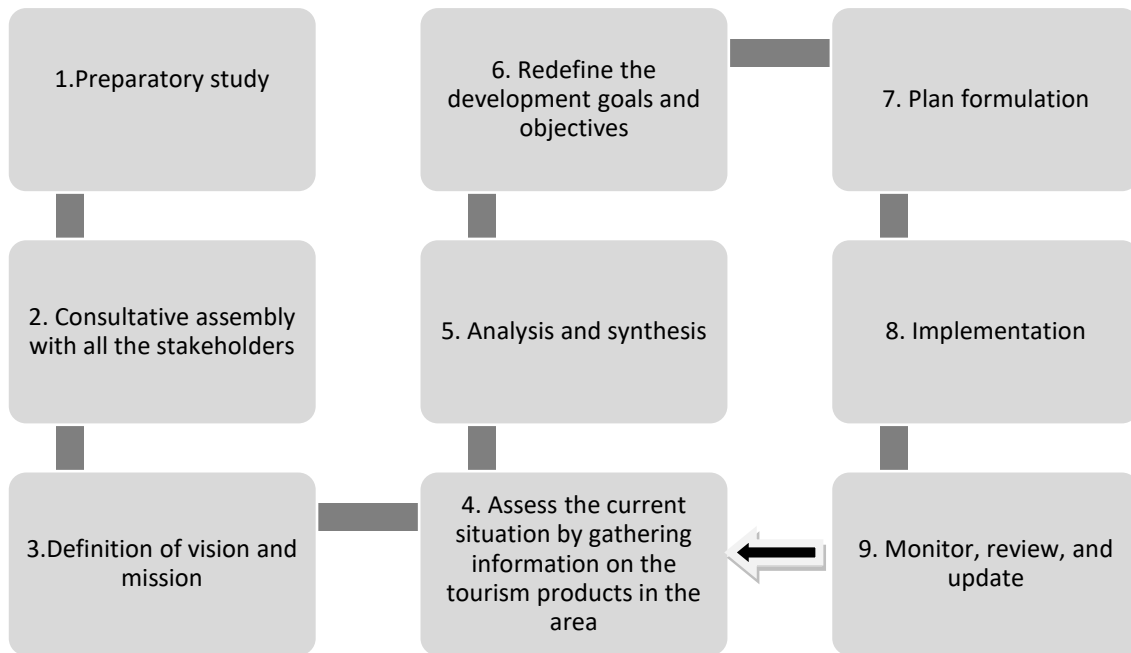 1.Preparatory study
2. Consultative assembly
with all the stakeholders
3.Definition of vision and
mission
4. Assess the current
situation by gathering
information on the
tourism products in the
area
5. Analysis and synthesis
6. Redefine the
development goals and
objectives
7. Plan formulation
8. Implementation
9. Monitor, review, and
update